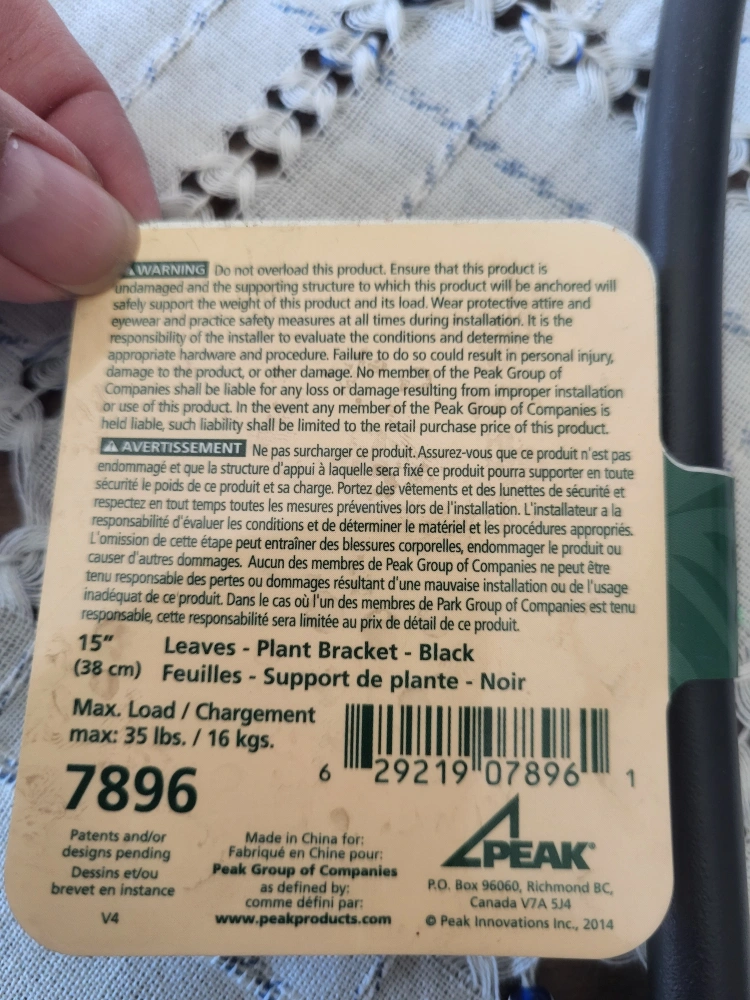 WARNING Do not overload this product. Ensure that this product is
undamaged and the supporting structure to which this product will be anchored will
safely support the weight of this product and its load. Wear protective attire and
eyewear and practice safety measures at all times during installation. It is the
responsibility of the installer to evaluate the conditions and determine the
appropriate hardware and procedure. Failure to do so could result in personal injury,
damage to the product, or other damage. No member of the Peak Group of
Companies shall be liable for any loss or damage resulting from improper installation
or use of this product. In the event any member of the Peak Group of Companies is
held liable, such liability shall be limited to the retail purchase price of this product.
AVERTISSEMENT Ne pas surcharger ce produit. Assurez-vous que ce produit n'est pas
endommagé et que la structure d'appui à laquelle sera fixé ce produit pourra supporter en toute
sécurité le poids de ce produit et sa charge. Portez des vêtements et des lunettes de sécurité et
respectez en tout temps toutes les mesures préventives lors de l'installation. L'installateur a la
responsabilité d'évaluer les conditions et de déterminer le matériel et les procédures appropriés.
L'omission de cette étape peut entraîner des blessures corporelles, endommager le produit ou
causer d'autres dommages. Aucun des membres de Peak Group of Companies ne peut être
tenu responsable des pertes ou dommages résultant d'une mauvaise installation ou de l'usage
inadéquat de ce produit. Dans le cas où l'un des membres de Park Group of Companies est tenu
responsable, cette responsabilité sera limitée au prix de détail de ce produit.
15" Leaves - Plant Bracket - Black
(38 cm) Feuilles - Support de plante - Noir
Max. Load / Chargement
max: 35 lbs. / 16 kgs.
6 29219 07896 1
7896
Patents and/or
designs pending
Dessins et/ou
brevet en instance
V4
Made in China for:
Fabriqué en Chine pour:
Peak Group of Companies
as defined by:
comme défini par:
www.peakproducts.com
PEAK®
P.O. Box 96060, Richmond BC,
Canada V7A 5J4
© Peak Innovations Inc., 2014